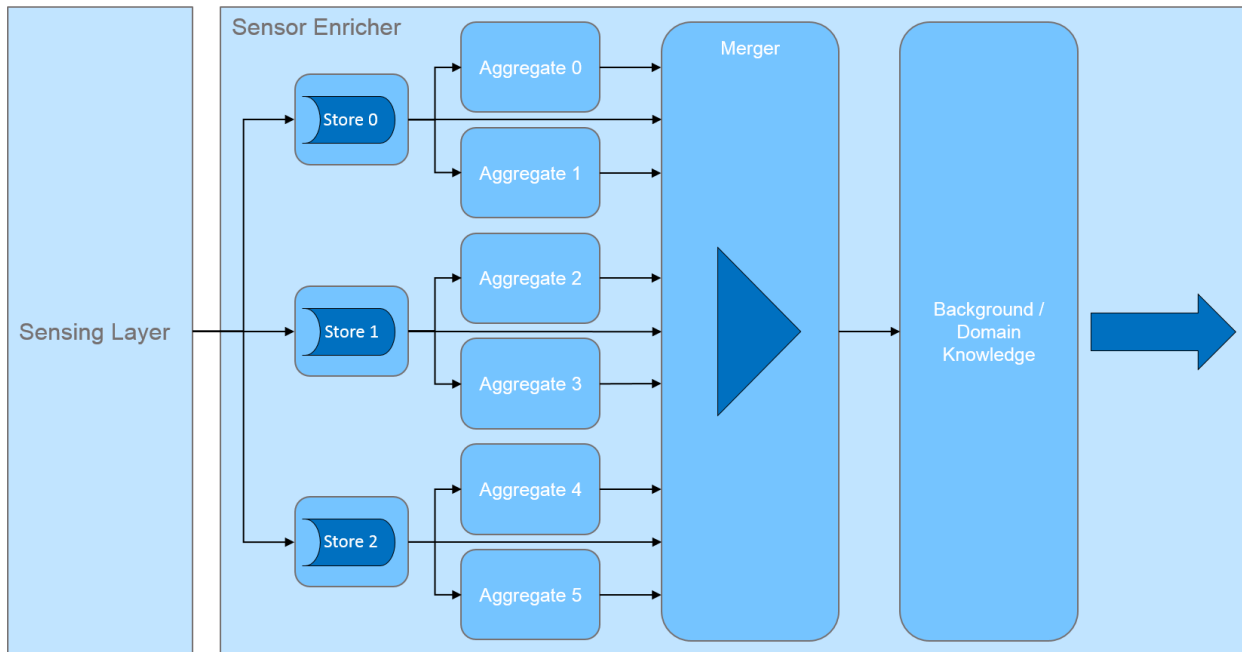 Sensor Enricher
Sensing Layer
Store 0
Aggregate 0
Aggregate 1
Store 1
Aggregate 2
Aggregate 3
Store 2
Aggregate 4
Aggregate 5
Merger
Background /
Domain
Knowledge